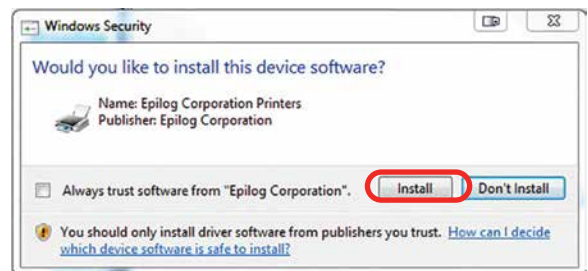 Windows Security
Would you like to install this device software?
Name: Epilog Corporation Printers
Publisher: Epilog Corporation
Always trust software from "Epilog Corporation".
Install
Don't Install
You should only install driver software from publishers you trust. How can I decide
which device software is safe to install?